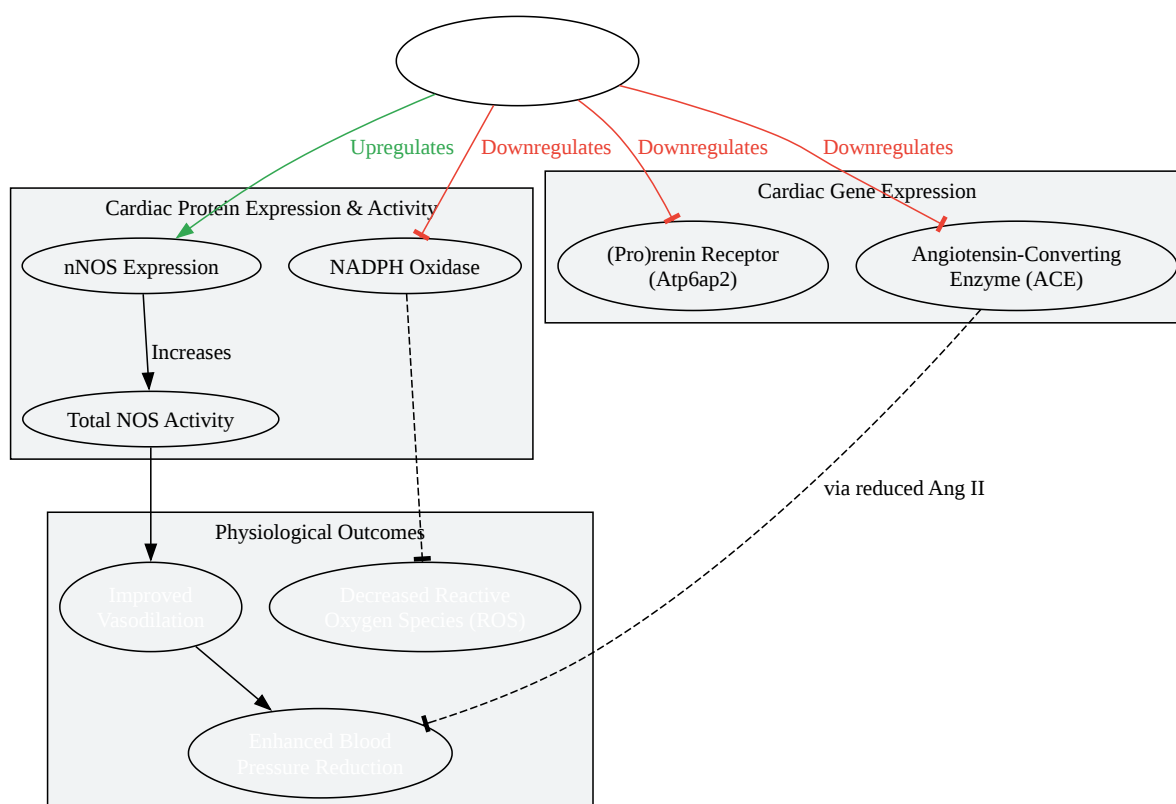 Upregulates
Downregulates
Downregulates
Downregulates
Cardiac Protein Expression & Activity
Cardiac Gene Expression
nNOS Expression
NADPH Oxidase
(Pro)renin Receptor
(Atp6ap2)
Angiotensin-Converting
Enzyme (ACE)
Increases
Total NOS Activity
via reduced Ang II
Physiological Outcomes
Improved
Vasodilation
Decreased Reactive
Oxygen Species (ROS)
Enhanced Blood
Pressure Reduction